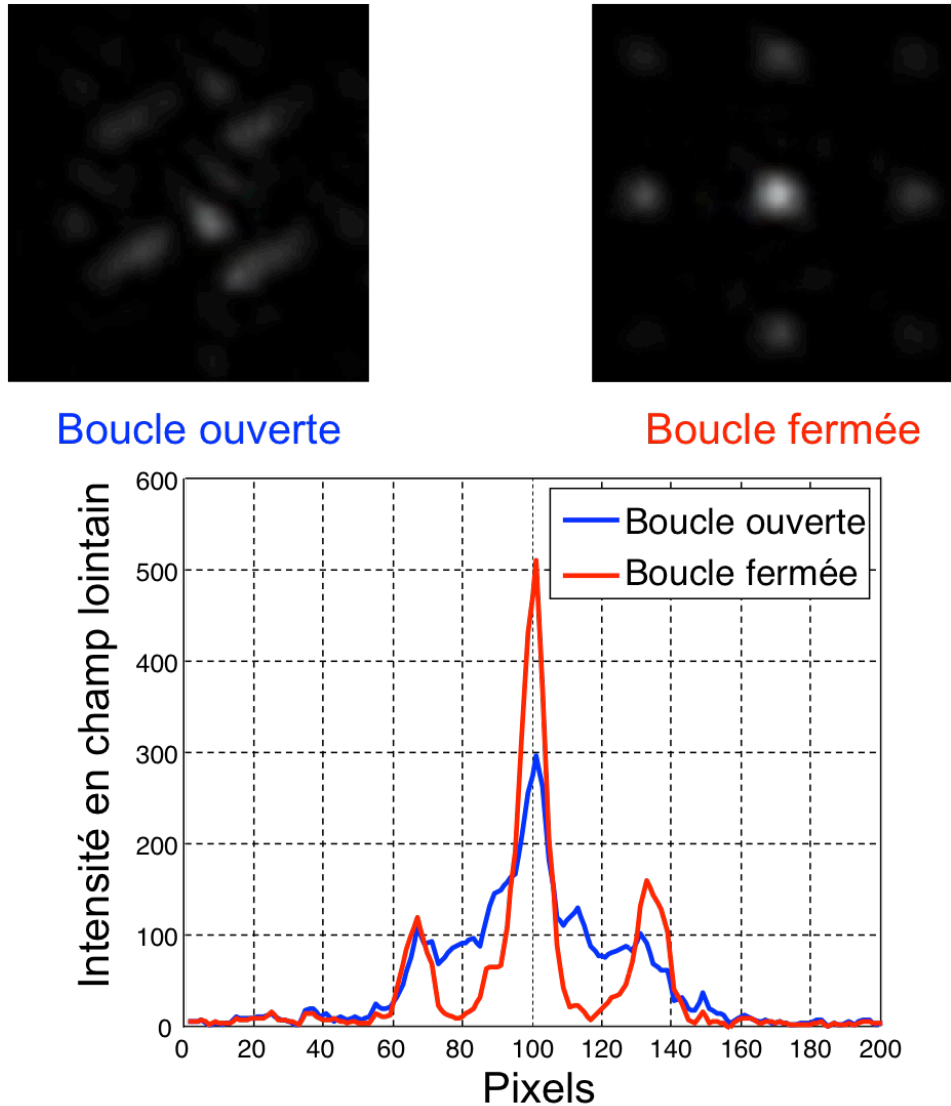 Boucle ouverte
Boucle fermée
Intensité en champ lointain
600
500
400
300
200
100
0
Boucle ouverte
Boucle fermée
0 20 40 60 80 100 120 140 160 180 200
Pixels